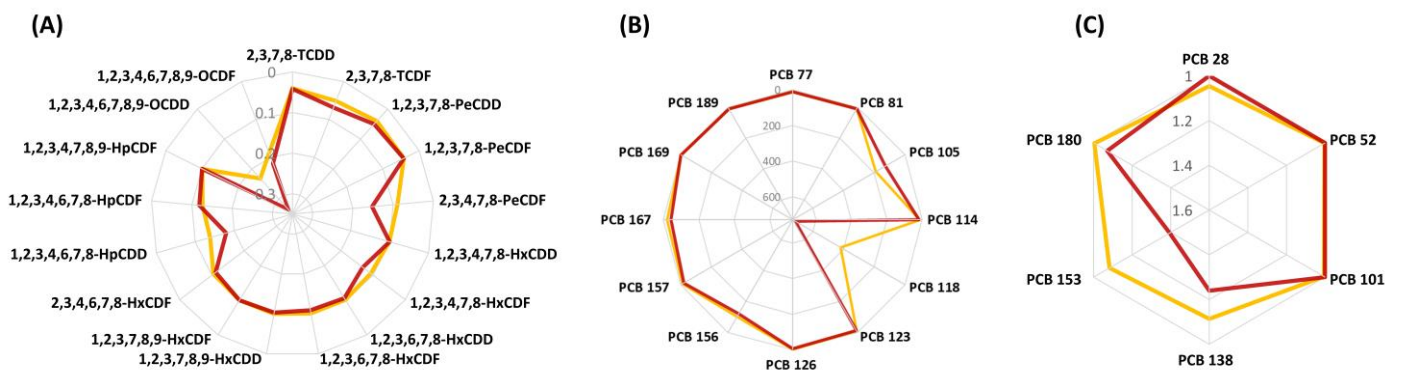 (A)
2,3,7,8-TCDD
2,3,7,8-TCDF
1,2,3,7,8-PeCDD
1,2,3,7,8-PeCDF
2,3,4,7,8-PeCDF
1,2,3,4,7,8-HxCDD
1,2,3,4,7,8-HxCDF
1,2,3,6,7,8-HxCDD
1,2,3,6,7,8-HxCDF
1,2,3,7,8,9-HxCDD
1,2,3,7,8,9-HxCDF
2,3,4,6,7,8-HxCDF
1,2,3,4,6,7,8-HpCDD
1,2,3,4,6,7,8-HpCDF
1,2,3,4,7,8,9-HpCDF
1,2,3,4,6,7,8,9-OCDD
1,2,3,4,6,7,8,9-OCDF
0
0.1
0.2
0.3
(B)
PCB 77
PCB 81
PCB 105
PCB 114
PCB 118
PCB 123
PCB 126
PCB 156
PCB 157
PCB 167
PCB 169
PCB 189
0
200
400
600
(C)
PCB 28
PCB 52
PCB 101
PCB 138
PCB 153
PCB 180
1
1.2
1.4
1.6